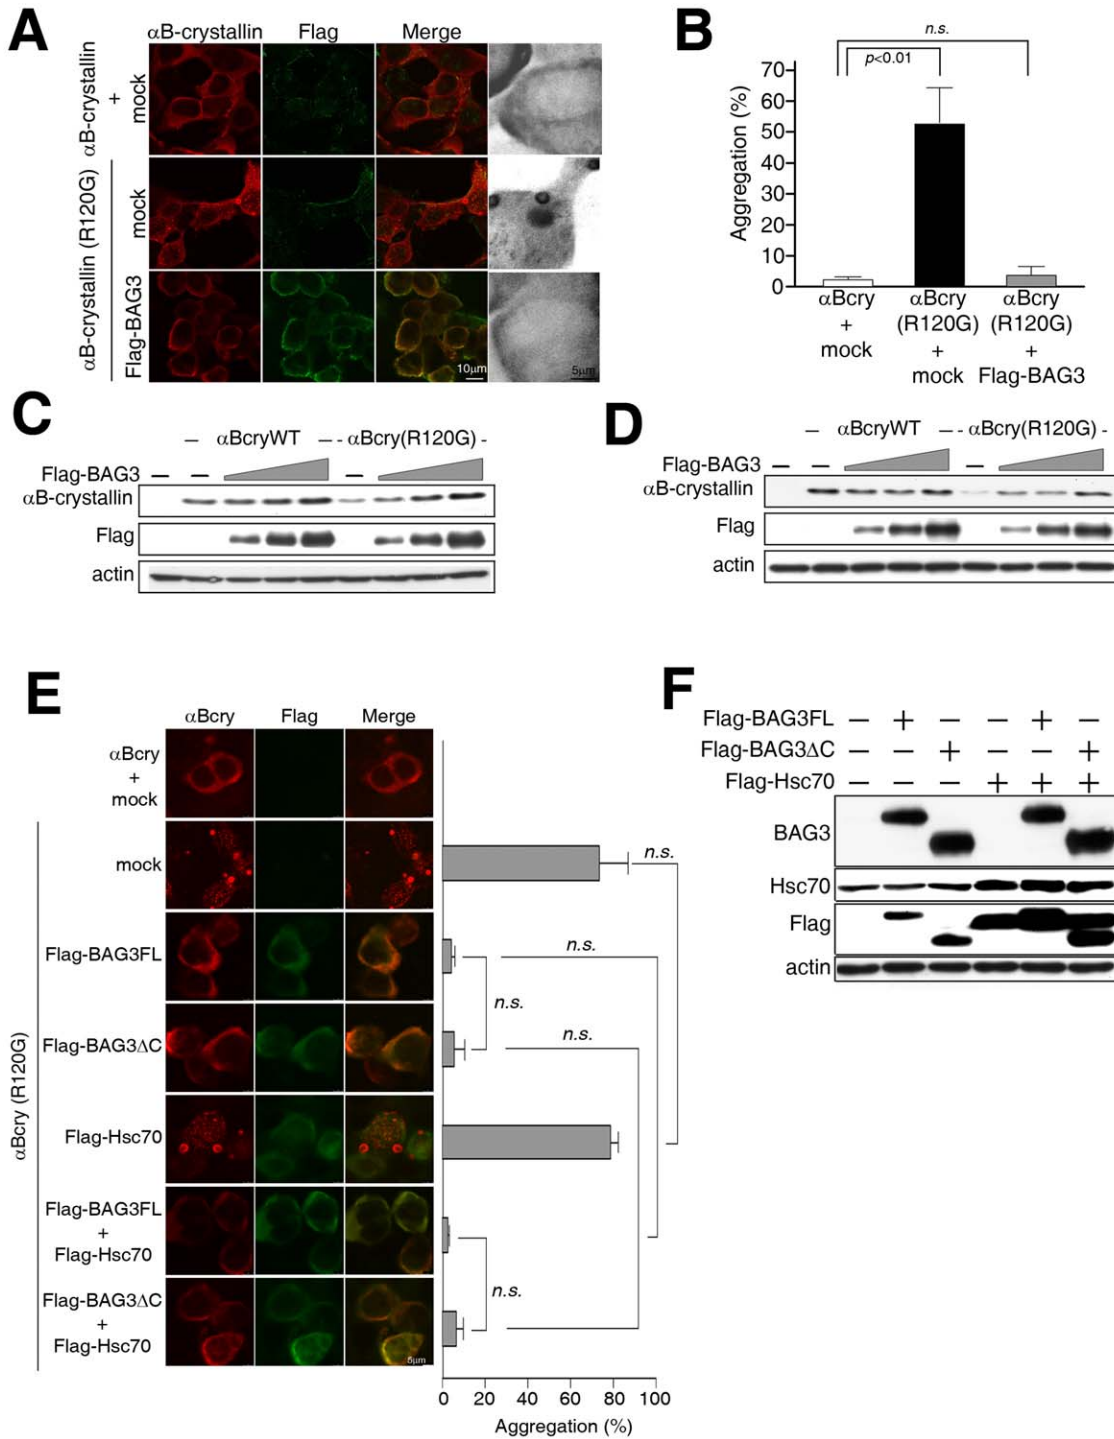 A
αB-crystallin Flag Merge
αB-crystallin
+
mock
αB-crystallin (R120G)
mock
Flag-BAG3
10μm
5μm
B
n.s.
p<0.01
Aggregation (%)
70
60
50
40
30
20
10
0
αBcry
+
mock
αBcry
(R120G)
+
mock
αBcry
(R120G)
+
Flag-BAG3
C
– αBcryWT – - αBcry(R120G) -
Flag-BAG3 – – –
αB-crystallin
Flag
actin
D
– αBcryWT – - αBcry(R120G) -
Flag-BAG3 – – –
αB-crystallin
Flag
actin
E
αBcry Flag Merge
αBcry
+
mock
αBcry (R120G)
mock
Flag-BAG3FL
Flag-BAG3ΔC
Flag-Hsc70
Flag-BAG3FL
+
Flag-Hsc70
Flag-BAG3ΔC
+
Flag-Hsc70
5μm
n.s.
n.s.
n.s.
n.s.
n.s.
0 20 40 60 80 100
Aggregation (%)
F
Flag-BAG3FL – + – – + –
Flag-BAG3ΔC – – + – – +
Flag-Hsc70 – – – + + +
BAG3
Hsc70
Flag
actin